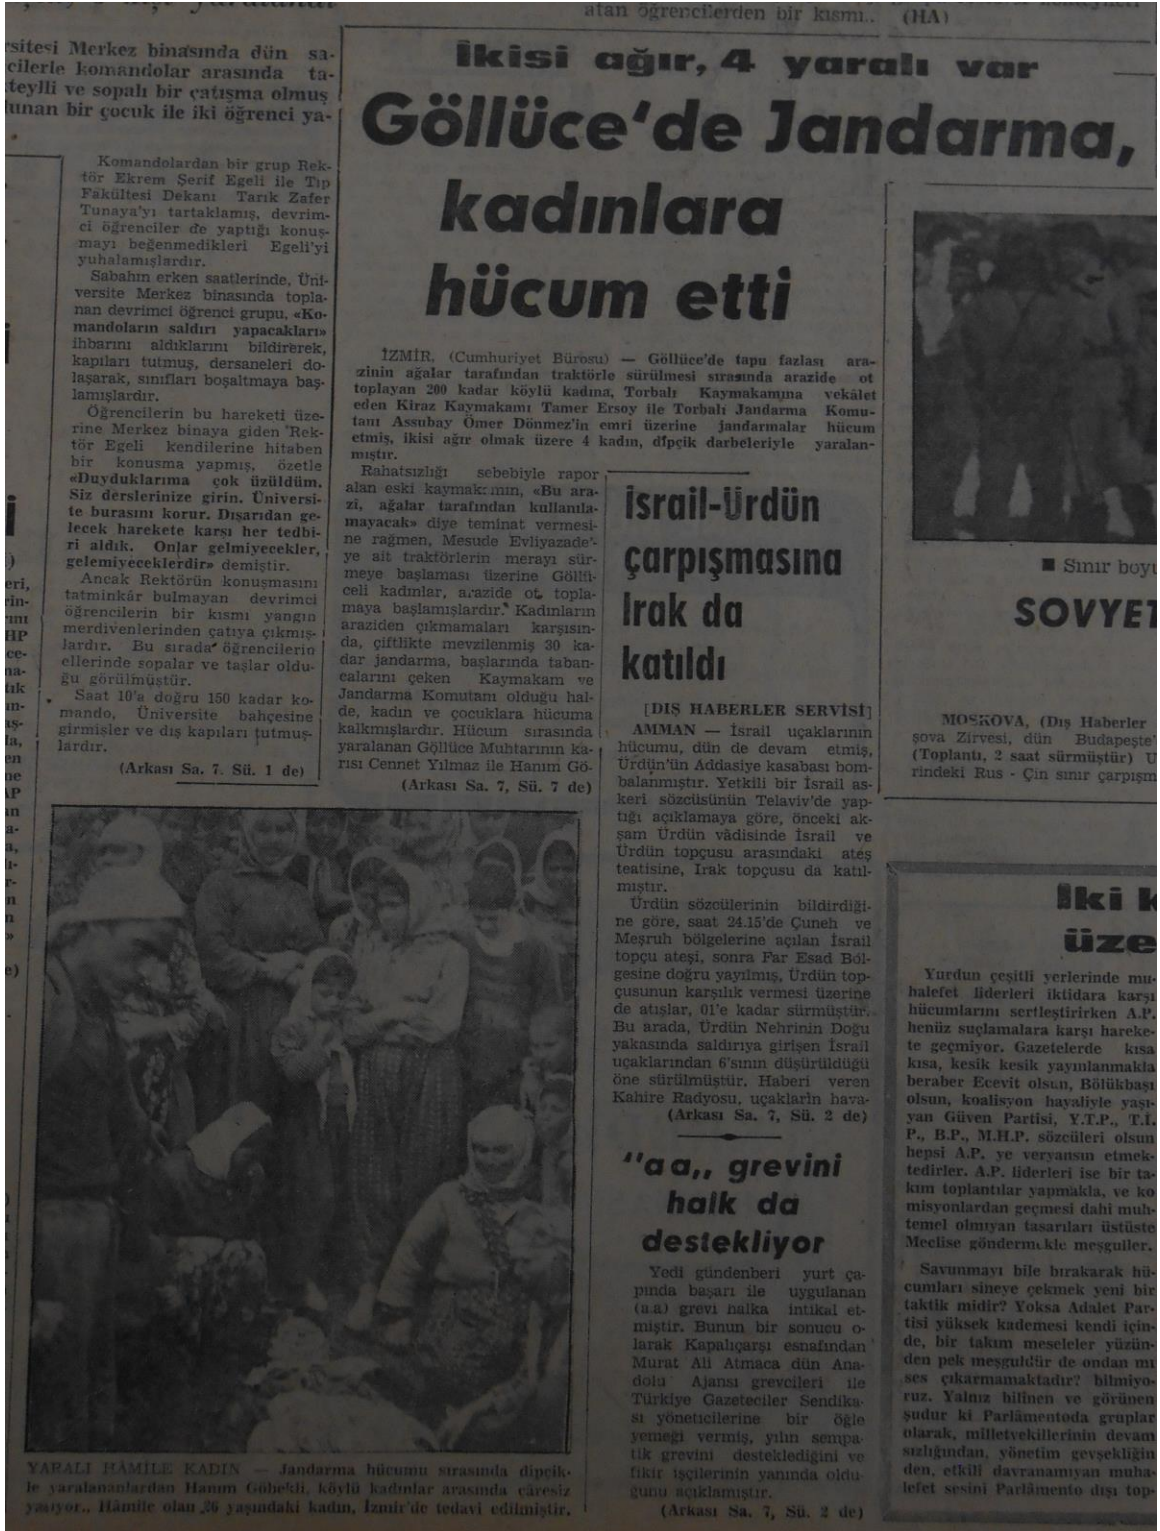 atan öğrencilerden bir kısmı.. (HA)
rsitesi Merkez binasında dün sa-
cilerle komandolar arasında ta-
teylli ve sopalı bir çatışma olmuş
lunan bir çocuk ile iki öğrenci ya-
Komandolardan bir grup Rek-
tör Ekrem Şerif Egeli ile Tıp
Fakültesi Dekanı Tarık Zafer
Tunaya'yı tartaklamış, devrim-
ci öğrenciler de yaptığı konuş-
mayı beğenmedikleri Egeli'yi
yuhalamışlardır.
Sabahın erken saatlerinde, Üni-
versite Merkez binasında topla-
nan devrimci öğrenci grupu, «Ko-
mandoların saldırı yapacakları»
ihbarını aldıklarını bildirerek,
kapıları tutmuş, dersaneleri do-
laşarak, sınıfları boşaltmaya baş-
lamışlardır.
Öğrencilerin bu hareketi üze-
rine Merkez binaya giden Rek-
tör Egeli kendilerine hitaben
bir konusma yapmış, özetle
«Duyduklarıma çok üzüldüm.
Siz derslerinize girin. Üniversi-
te burasını korur. Dışarıdan ge-
lecek harekete karşı her tedbi-
ri aldık. Onlar gelmiyecekler,
gelemiyeceklerdir» demiştir.
Ancak Rektörün konuşmasını
tatminkâr bulmayan devrimci
öğrencilerin bir kısmı yangın
merdivenlerinden çatıya çıkmış-
lardır. Bu sırada öğrencilerin
ellerinde sopalar ve taşlar oldu-
ğu görülmüştür.
Saat 10'a doğru 150 kadar ko-
mando, Üniversite bahçesine
girmişler ve dış kapıları tutmuş-
lardır.
(Arkası Sa. 7. Sü. 1 de)
İkisi ağır, 4 yaralı var
Göllüce'de Jandarma,
kadınlara
hücum etti
İZMİR, (Cumhuriyet Bürosu) — Göllüce'de tapu fazlası ara-
zinin ağalar tarafından traktörle sürülmesi sırasında arazide ot
toplayan 200 kadar köylü kadına, Torbalı Kaymakamına vekâlet
eden Kiraz Kaymakamı Tamer Ersoy ile Torbalı Jandarma Komu-
tanı Assubay Ömer Dönmez'in emri üzerine jandarmalar hücum
etmiş, ikisi ağır olmak üzere 4 kadın, dipçik darbeleriyle yaralan-
mıştır.
Rahatsızlığı sebebiyle rapor
alan eski kaymakamın, «Bu ara-
zi, ağalar tarafından kullanıla-
mayacak» diye teminat vermesi-
ne rağmen, Mesude Evliyazade'-
ye ait traktörlerin merayı sür-
meye başlaması üzerine Göllü-
celi kadınlar, arazide ot topla-
maya başlamışlardır. Kadınların
araziden çıkmamaları karşısın-
da, çiftlikte mevzilenmiş 30 ka-
dar jandarma, başlarında taban-
calarını çeken Kaymakam ve
Jandarma Komutanı olduğu hal-
de, kadın ve çocuklara hücuma
kalkmışlardır. Hücum sırasında
yaralanan Göllüce Muhtarının ka-
rısı Cennet Yılmaz ile Hanım Gö-
(Arkası Sa. 7, Sü. 7 de)
YARALI HÂMİLE KADIN — Jandarma hücumu sırasında dipçik-
le yaralananlardan Hanım Göbekli, köylü kadınlar arasında çâresiz
yatıyor.. Hâmile olan 26 yaşındaki kadın, İzmir'de tedavi edilmiştir.
İsrail-Ürdün
çarpışmasına
Irak da
katıldı
[DIŞ HABERLER SERVİSİ]
AMMAN — İsrail uçaklarının
hücumu, dün de devam etmiş,
Ürdün'ün Addasiye kasabası bom-
balanmıştır. Yetkili bir İsrail as-
keri sözcüsünün Telaviv'de yap-
tığı açıklamaya göre, önceki ak-
şam Ürdün vâdisinde İsrail ve
Ürdün topçusu arasındaki ateş
teatisine, Irak topçusu da katıl-
mıştır.
Ürdün sözcülerinin bildirdiği-
ne göre, saat 24.15'de Çuneh ve
Meşruh bölgelerine açılan İsrail
topçu ateşi, sonra Far Esad Böl-
gesine doğru yayılmış, Ürdün top-
çusunun karşılık vermesi üzerine
de atışlar, 01'e kadar sürmüştür.
Bu arada, Ürdün Nehrinin Doğu
yakasında saldırıya girişen İsrail
uçaklarından 6'sının düşürüldüğü
öne sürülmüştür. Haberi veren
Kahire Radyosu, uçakların hava-
(Arkası Sa. 7, Sü. 2 de)
"aa,, grevini
halk da
destekliyor
Yedi gündenberi yurt ça-
pında başarı ile uygulanan
(a.a) grevi halka intikal et-
miştir. Bunun bir sonucu o-
larak Kapalıçarşı esnafından
Murat Ali Atmaca dün Ana-
dolu Ajansı grevcileri ile
Türkiye Gazeteciler Sendika-
sı yöneticilerine bir öğle
yemeği vermiş, yılın sempa-
tik grevini desteklediğini ve
fikir işçilerinin yanında oldu-
ğunu açıklamıştır.
(Arkası Sa. 7, Sü. 2 de)
■ Sınır boyu
SOVYET
MOSKOVA, (Dış Haberler
şova Zirvesi, dün Budapeşte'
(Toplantı, 2 saat sürmüştür) U
rindeki Rus - Çin sınır çarpışm
İki k
üze
Yurdun çeşitli yerlerinde mu-
halefet liderleri iktidara karşı
hücumlarını sertleştirirken A.P.
henüz suçlamalara karşı hareke-
te geçmiyor. Gazetelerde kısa
kısa, kesik kesik yayınlanmakla
beraber Ecevit olsun, Bölükbaşı
olsun, koalisyon hayaliyle yaşı-
yan Güven Partisi, Y.T.P., T.İ.
P., B.P., M.H.P. sözcüleri olsun
hepsi A.P. ye veryansın etmek-
tedirler. A.P. liderleri ise bir ta-
kım toplantılar yapmakla, ve ko
misyonlardan geçmesi dahi muh-
temel olmıyan tasarıları üstüste
Meclise göndermekle meşguller.
Savunmayı bile bırakarak hü-
cumları sineye çekmek yeni bir
taktik midir? Yoksa Adalet Par-
tisi yüksek kademesi kendi için-
de, bir takım meseleler yüzün-
den pek meşguldür de ondan mı
ses çıkarmamaktadır? bilmiyo-
ruz. Yalnız bilinen ve görünen
şudur ki Parlâmentoda gruplar
olarak, milletvekillerinin devam
sızlığından, yönetim gevşekliğin
den, etkili davranamıyan muha-
lefet sesini Parlâmento dışı top-